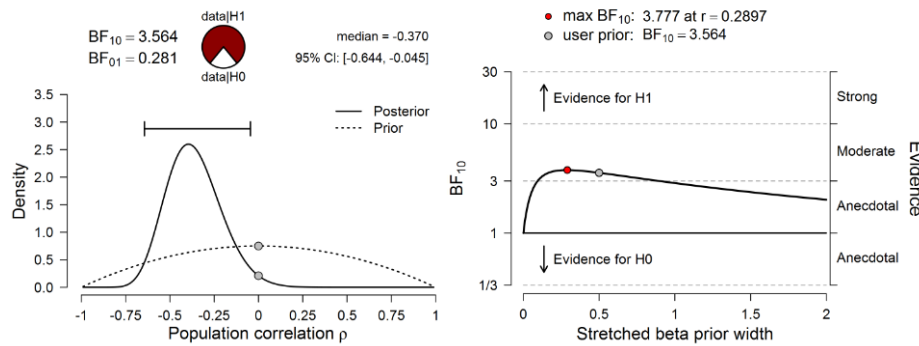 data|H1
BF₁₀ = 3.564
BF₀₁ = 0.281
data|H0
median = -0.370
95% CI: [-0.644, -0.045]
Posterior
Prior
Density
3.5
3.0
2.5
2.0
1.5
1.0
0.5
0.0
-1 -0.75 -0.5 -0.25 0 0.25 0.5 0.75 1
Population correlation ρ
max BF₁₀: 3.777 at r = 0.2897
user prior: BF₁₀ = 3.564
BF₁₀
30
10
3
1
1/3
Evidence for H1
Evidence for H0
Strong
Moderate
Anecdotal
Anecdotal
Evidence
0 0.5 1 1.5 2
Stretched beta prior width